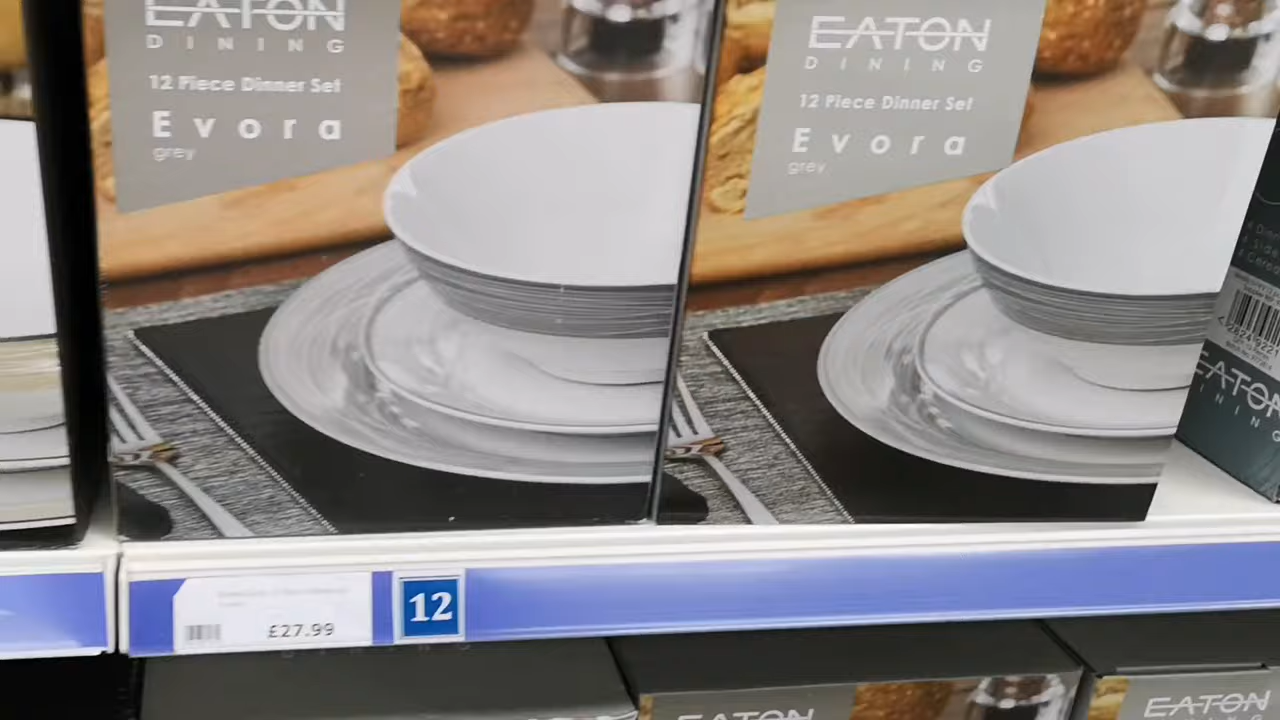 EATON
DINING
12 Piece Dinner Set
Evora
grey
EATON
DINING
12 Piece Dinner Set
Evora
grey
EATON
DINING
£27.99
12
EATON
EATON